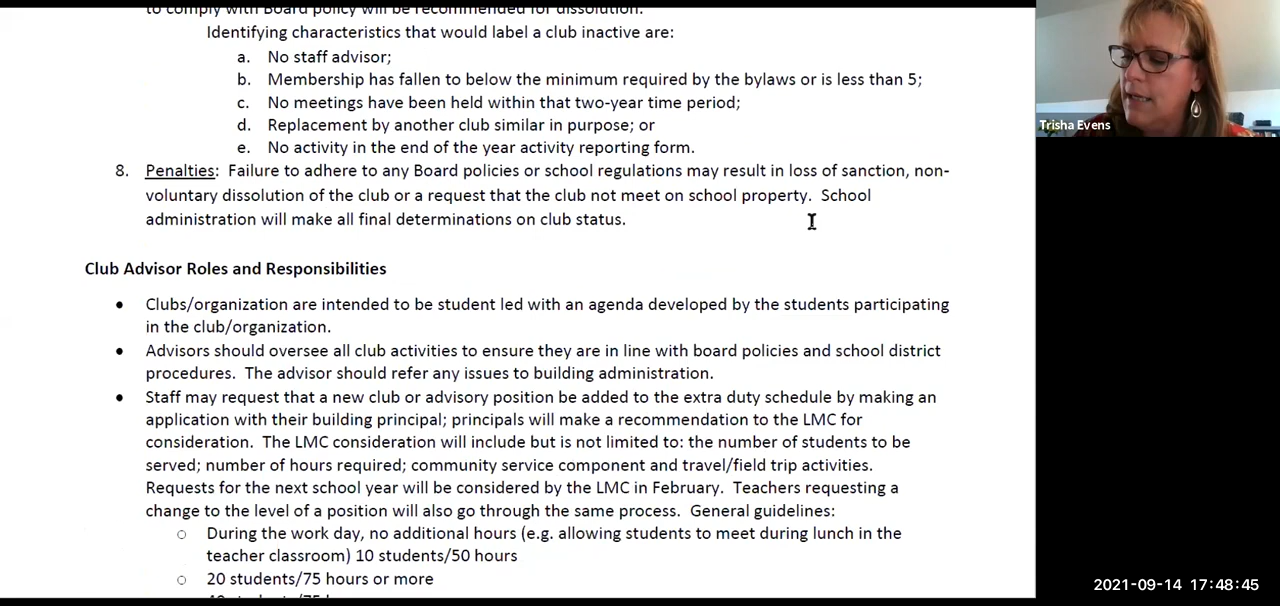 to comply with Board policy will be recommended for dissolution.
Identifying characteristics that would label a club inactive are:
a. No staff advisor;
b. Membership has fallen to below the minimum required by the bylaws or is less than 5;
c. No meetings have been held within that two-year time period;
d. Replacement by another club similar in purpose; or
e. No activity in the end of the year activity reporting form.
8. Penalties: Failure to adhere to any Board policies or school regulations may result in loss of sanction, non-
voluntary dissolution of the club or a request that the club not meet on school property. School
administration will make all final determinations on club status.
Club Advisor Roles and Responsibilities
• Clubs/organization are intended to be student led with an agenda developed by the students participating
in the club/organization.
• Advisors should oversee all club activities to ensure they are in line with board policies and school district
procedures. The advisor should refer any issues to building administration.
• Staff may request that a new club or advisory position be added to the extra duty schedule by making an
application with their building principal; principals will make a recommendation to the LMC for
consideration. The LMC consideration will include but is not limited to: the number of students to be
served; number of hours required; community service component and travel/field trip activities.
Requests for the next school year will be considered by the LMC in February. Teachers requesting a
change to the level of a position will also go through the same process. General guidelines:
○ During the work day, no additional hours (e.g. allowing students to meet during lunch in the
teacher classroom) 10 students/50 hours
○ 20 students/75 hours or more
Trisha Evens
2021-09-14 17:48:45